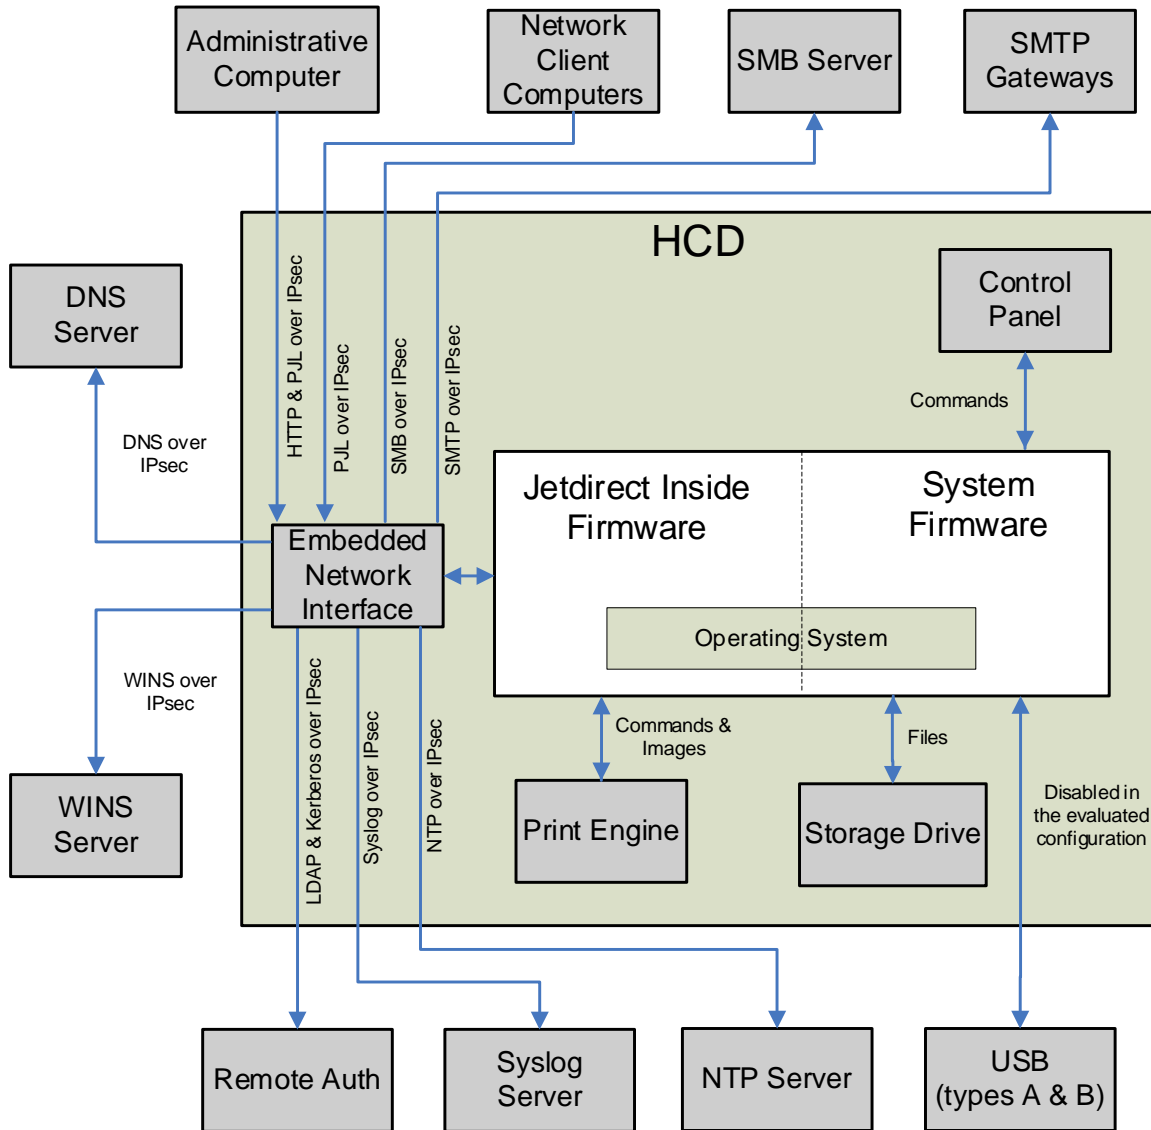 Administrative
Computer
Network
Client
Computers
SMB Server
SMTP
Gateways
HCD
DNS
Server
Control
Panel
HTTP & PJL over IPsec
PJL over IPsec
SMB over IPsec
SMTP over IPsec
Commands
DNS over
IPsec
Jetdirect Inside
Firmware
System
Firmware
Embedded
Network
Interface
Operating System
WINS over
IPsec
LDAP & Kerberos over IPsec
Syslog over IPsec
NTP over IPsec
Commands &
Images
Files
WINS
Server
Print Engine
Storage Drive
Disabled in
the evaluated
configuration
Remote Auth
Syslog
Server
NTP Server
USB
(types A & B)